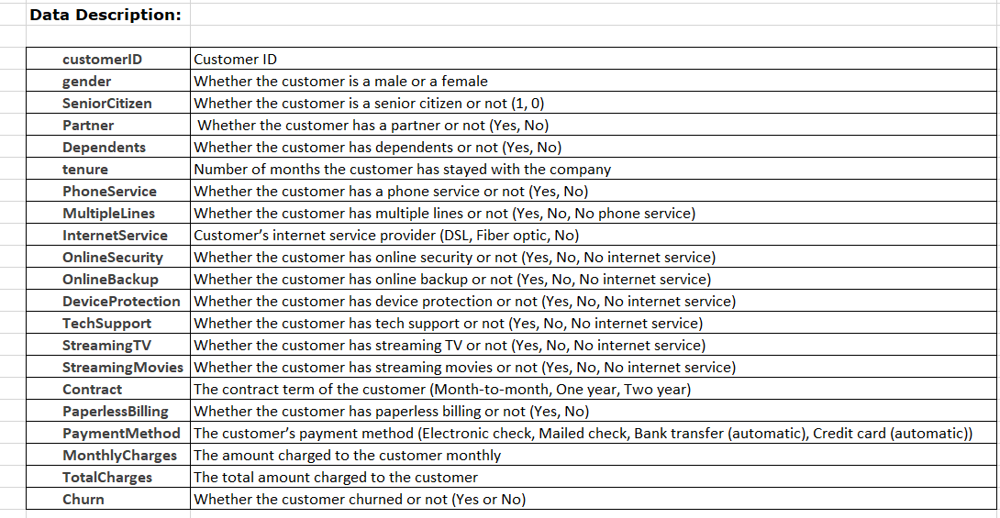 Data Description:
customerID Customer ID
gender Whether the customer is a male or a female
SeniorCitizen Whether the customer is a senior citizen or not (1, 0)
Partner Whether the customer has a partner or not (Yes, No)
Dependents Whether the customer has dependents or not (Yes, No)
tenure Number of months the customer has stayed with the company
PhoneService Whether the customer has a phone service or not (Yes, No)
MultipleLines Whether the customer has multiple lines or not (Yes, No, No phone service)
InternetService Customer’s internet service provider (DSL, Fiber optic, No)
OnlineSecurity Whether the customer has online security or not (Yes, No, No internet service)
OnlineBackup Whether the customer has online backup or not (Yes, No, No internet service)
DeviceProtection Whether the customer has device protection or not (Yes, No, No internet service)
TechSupport Whether the customer has tech support or not (Yes, No, No internet service)
StreamingTV Whether the customer has streaming TV or not (Yes, No, No internet service)
StreamingMovies Whether the customer has streaming movies or not (Yes, No, No internet service)
Contract The contract term of the customer (Month-to-month, One year, Two year)
PaperlessBilling Whether the customer has paperless billing or not (Yes, No)
PaymentMethod The customer’s payment method (Electronic check, Mailed check, Bank transfer (automatic), Credit card (automatic))
MonthlyCharges The amount charged to the customer monthly
TotalCharges The total amount charged to the customer
Churn Whether the customer churned or not (Yes or No)